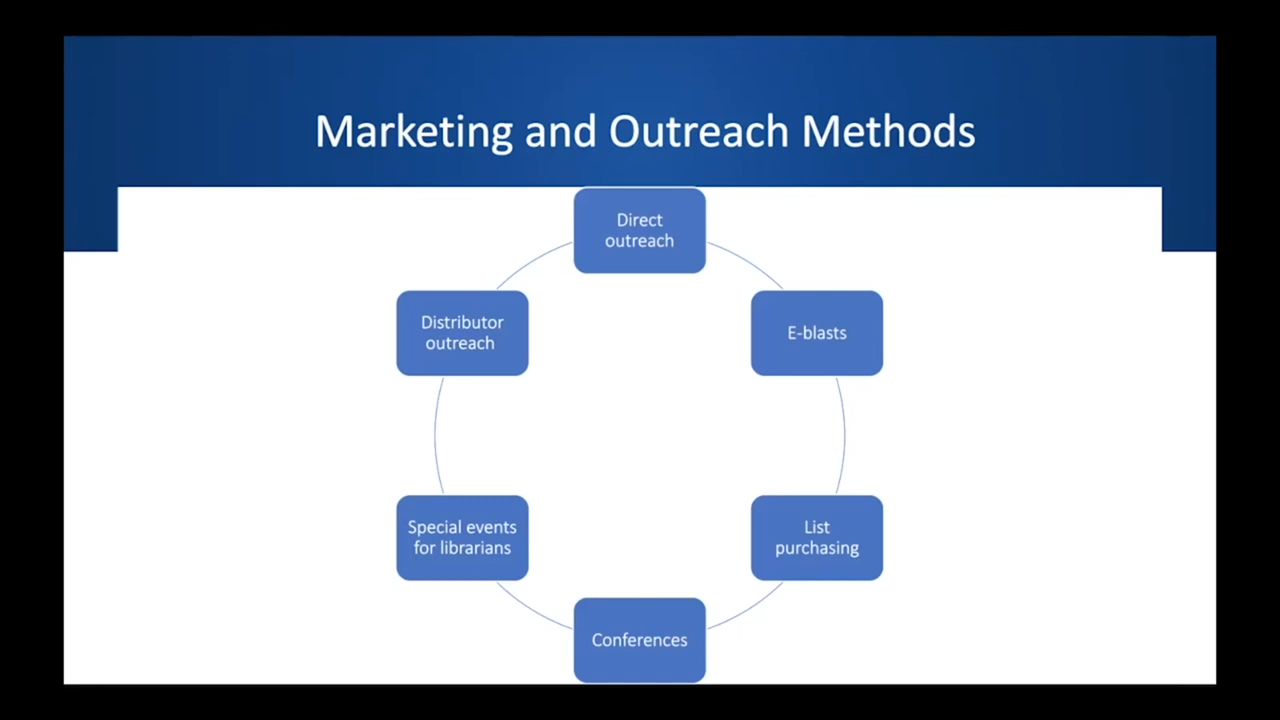 Marketing and Outreach Methods
Direct
outreach
E-blasts
List
purchasing
Conferences
Special events
for librarians
Distributor
outreach